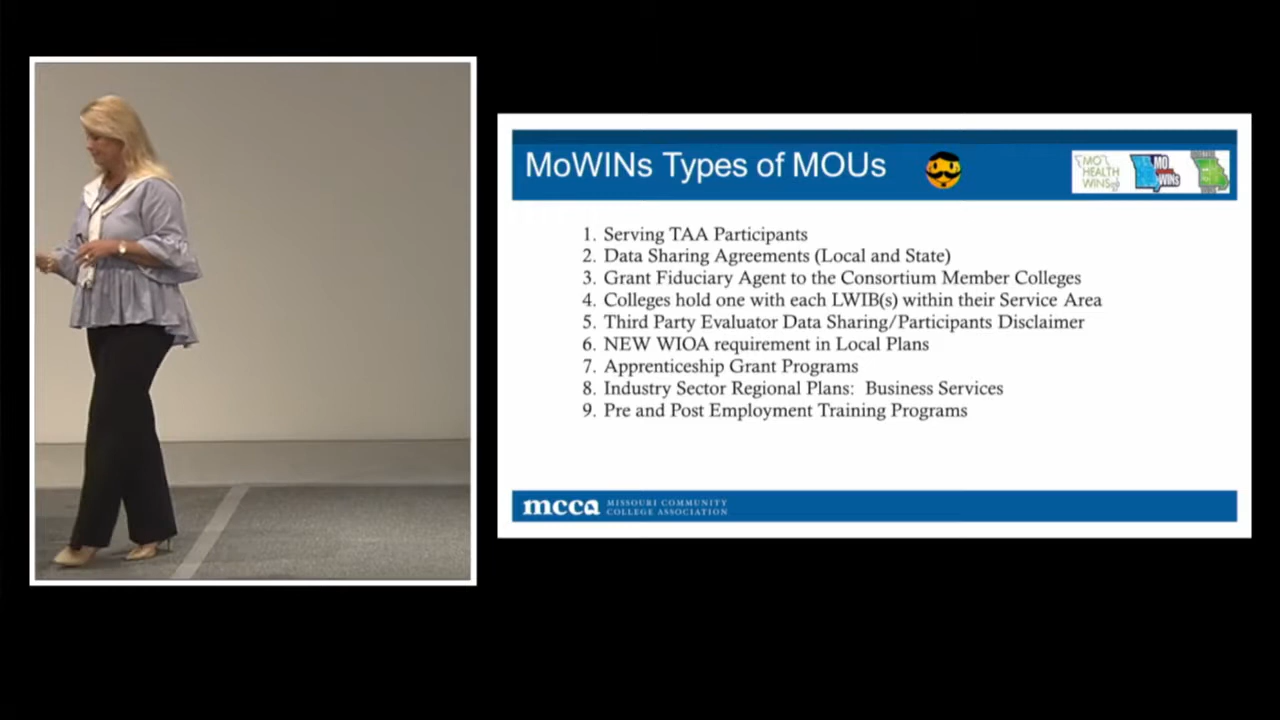 MoWINs Types of MOUs
MO
HEALTH
WINS
MO
WINs
1. Serving TAA Participants
2. Data Sharing Agreements (Local and State)
3. Grant Fiduciary Agent to the Consortium Member Colleges
4. Colleges hold one with each LWIB(s) within their Service Area
5. Third Party Evaluator Data Sharing/Participants Disclaimer
6. NEW WIOA requirement in Local Plans
7. Apprenticeship Grant Programs
8. Industry Sector Regional Plans:  Business Services
9. Pre and Post Employment Training Programs
mcca MISSOURI COMMUNITY
COLLEGE ASSOCIATION